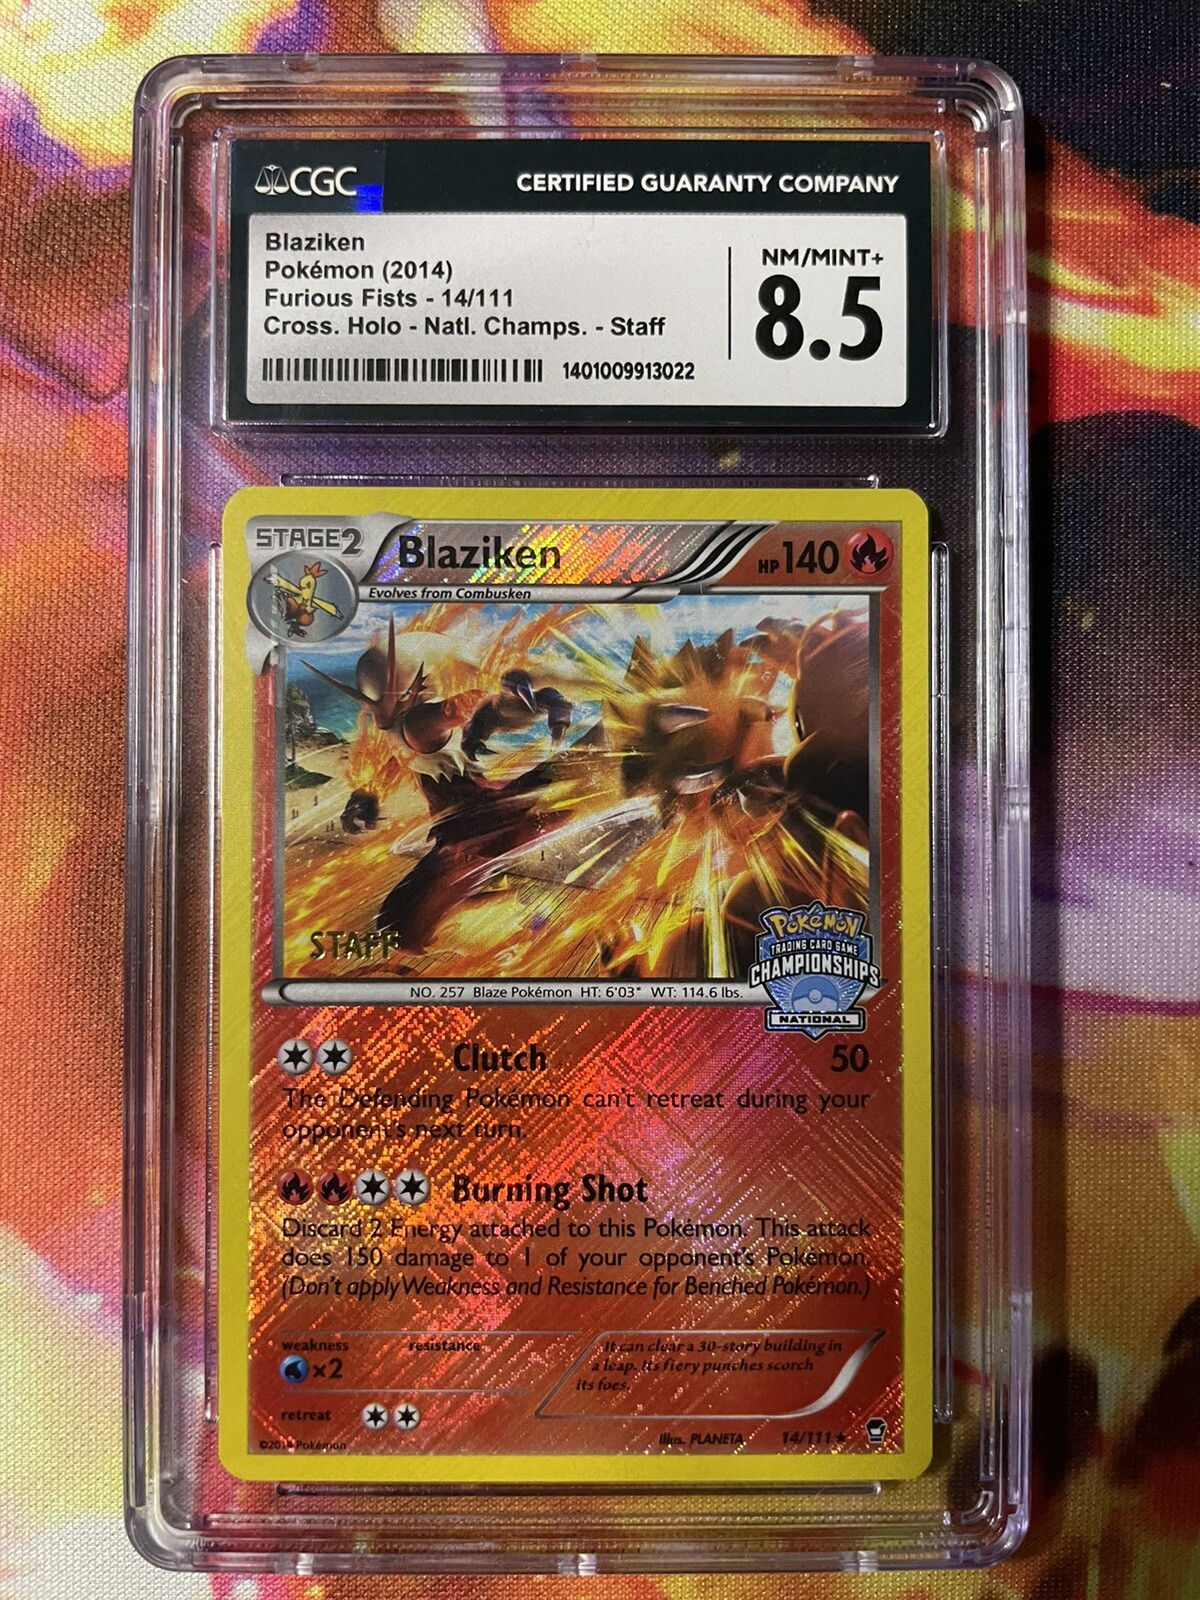 CGC
CERTIFIED GUARANTY COMPANY
Blaziken
Pokémon (2014)
Furious Fists - 14/111
Cross. Holo - Natl. Champs. - Staff
1401009913022
NM/MINT+
8.5
STAGE2
Blaziken
HP140
Evolves from Combusken
STAFF
POKéMON
TRADING CARD GAME
CHAMPIONSHIPS
NATIONAL
NO. 257 Blaze Pokémon HT: 6'03" WT: 114.6 lbs.
Clutch 50
The Defending Pokémon can't retreat during your
opponent's next turn.
Burning Shot
Discard 2 Energy attached to this Pokémon. This attack
does 150 damage to 1 of your opponent's Pokémon.
(Don't apply Weakness and Resistance for Benched Pokémon.)
weakness resistance
×2
It can clear a 30-story building in
a leap. Its fiery punches scorch
its foes.
retreat
©2014 Pokémon
Illus. PLANETA
14/111 ★